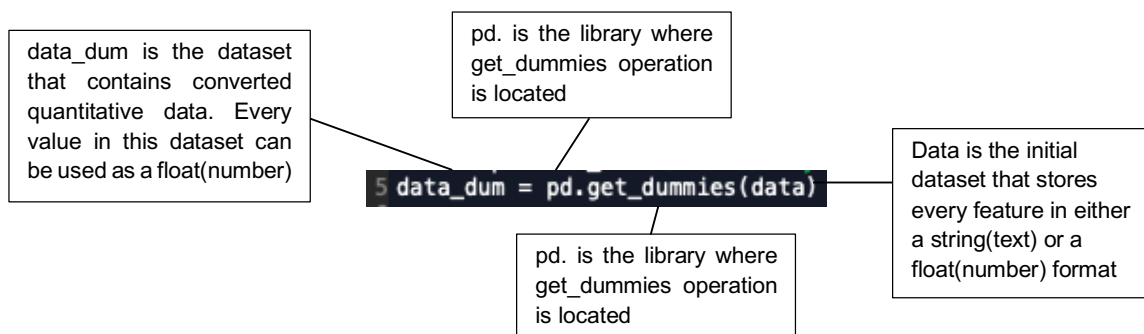 data_dum is the dataset
that contains converted
quantitative data. Every
value in this dataset can
be used as a float(number)
pd. is the library where
get_dummies operation
is located
5 data_dum = pd.get_dummies(data)
Data is the initial
dataset that stores
every feature in either
a string(text) or a
float(number) format
pd. is the library where
get_dummies operation
is located